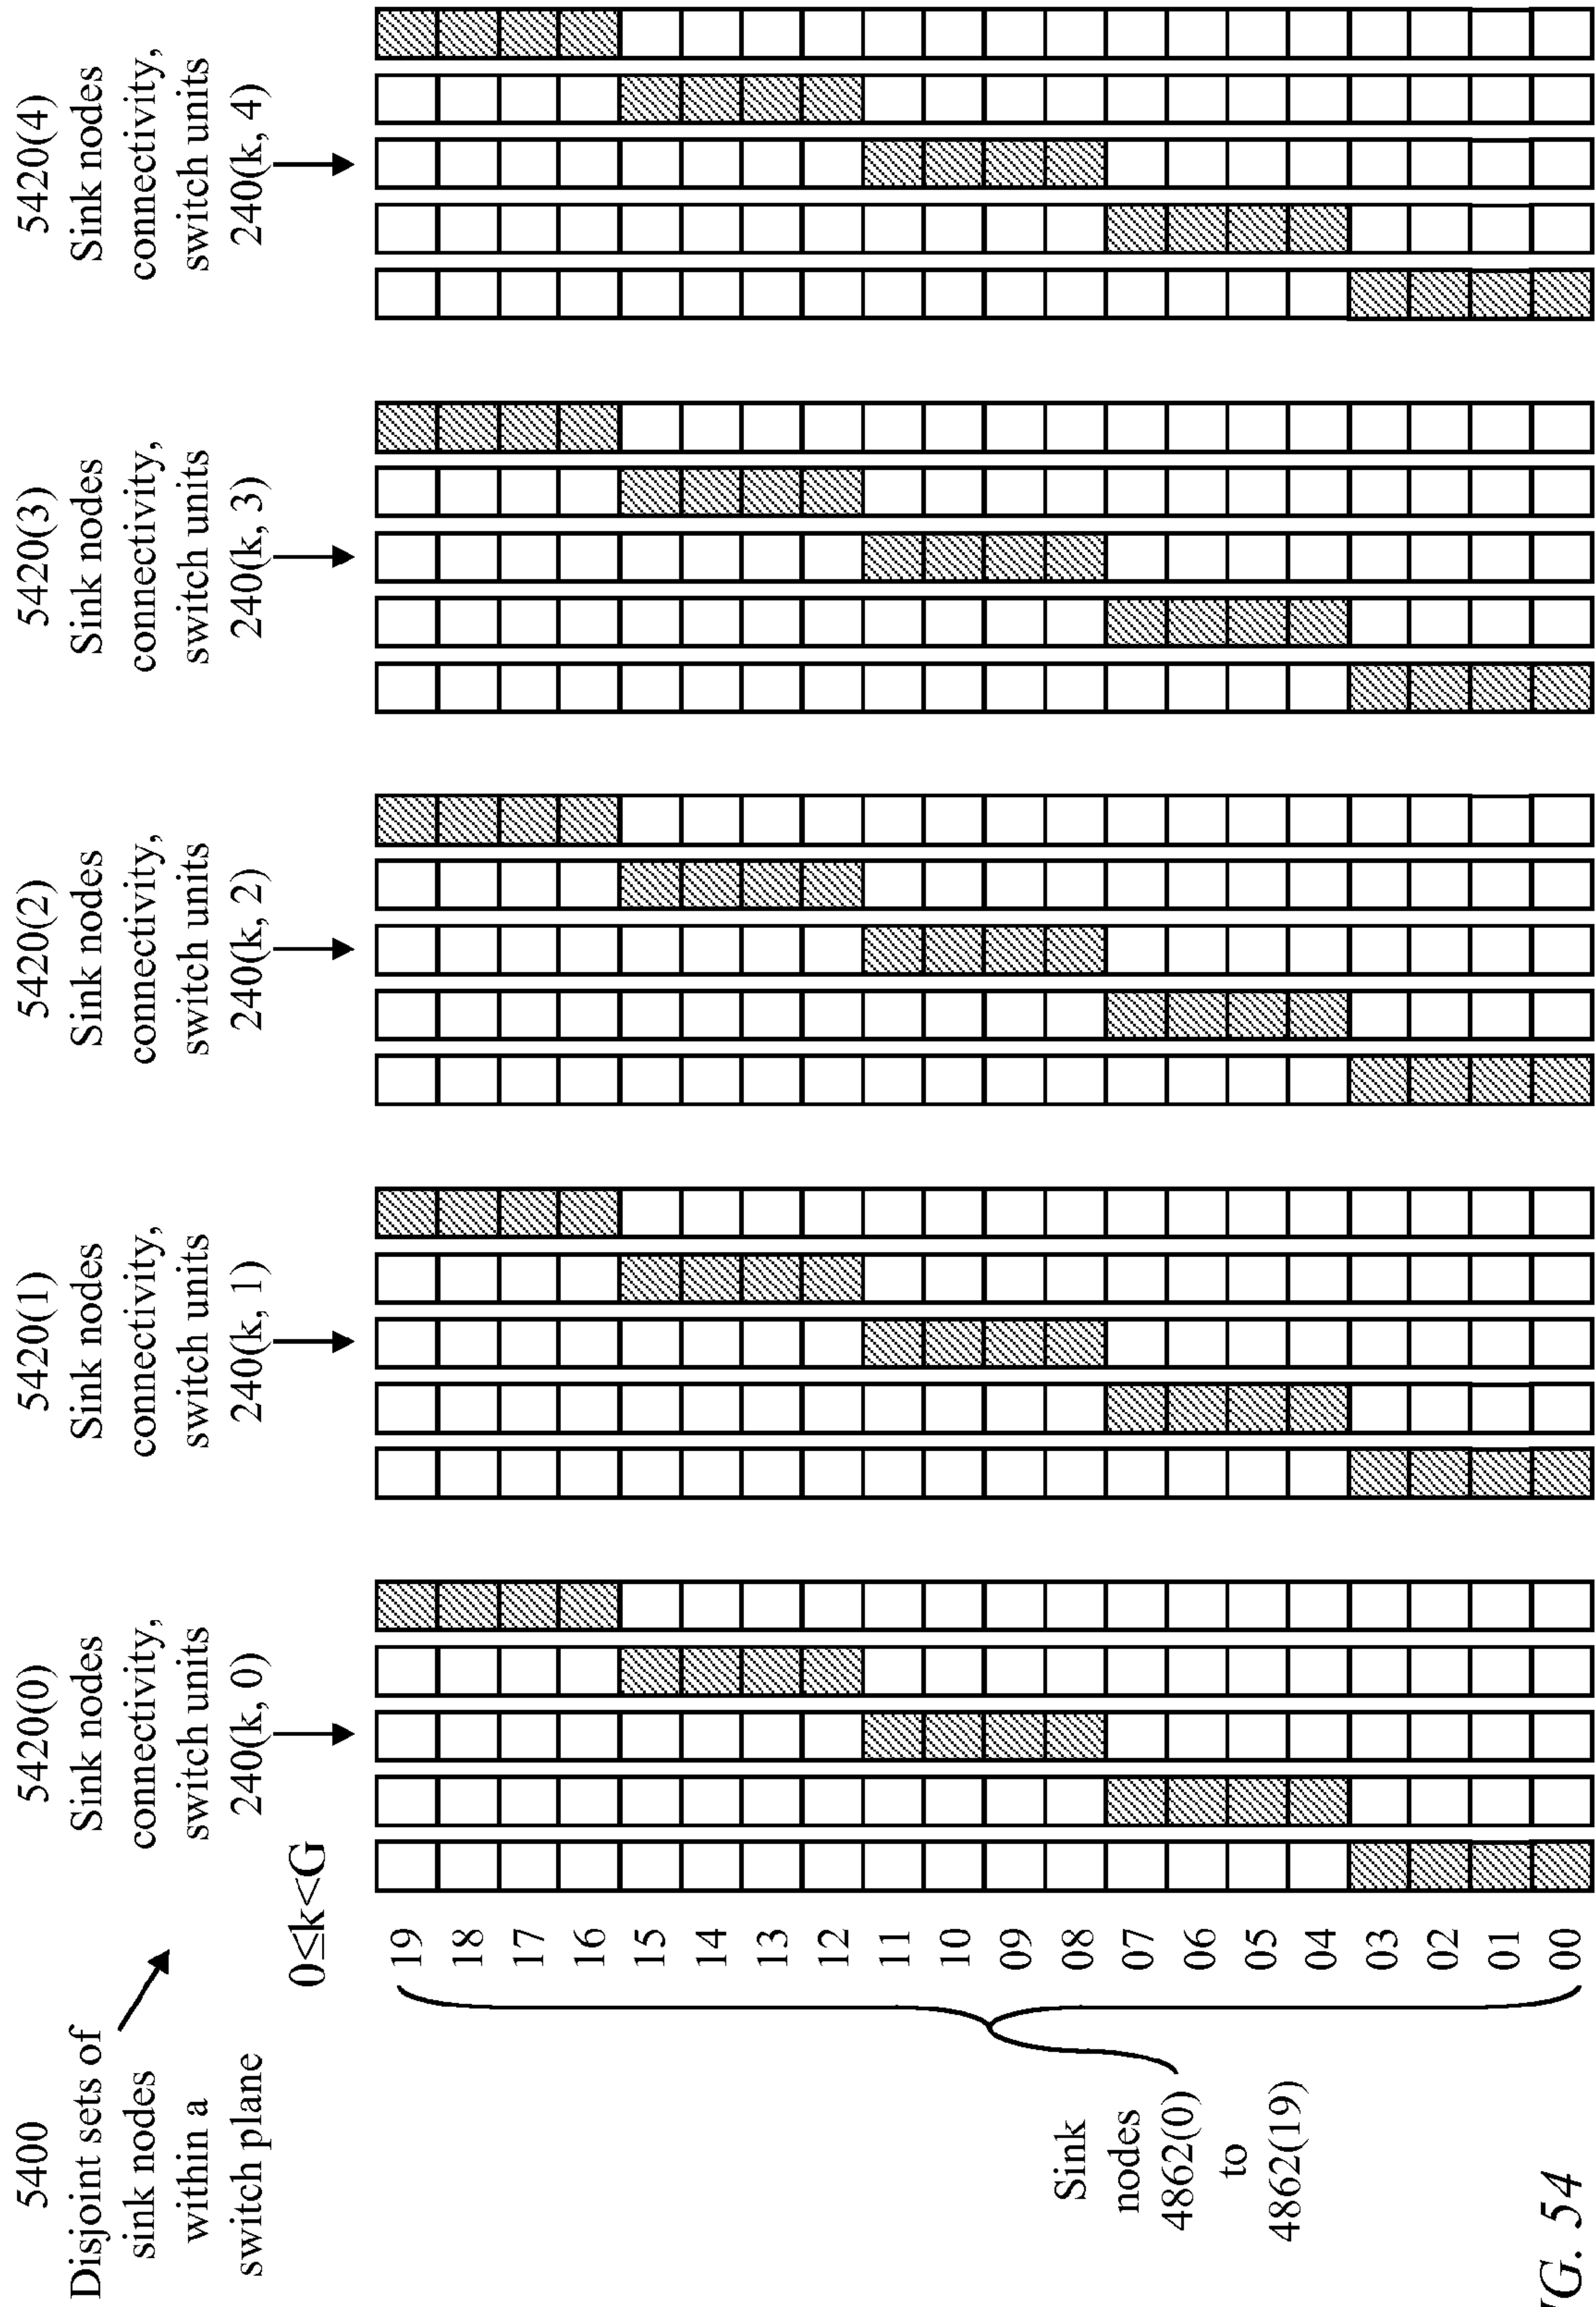 5400
Disjoint sets of
sink nodes
within a
switch plane
0≤k<G
5420(0)
Sink nodes
connectivity,
switch units
240(k, 0)
5420(1)
Sink nodes
connectivity,
switch units
240(k, 1)
5420(2)
Sink nodes
connectivity,
switch units
240(k, 2)
5420(3)
Sink nodes
connectivity,
switch units
240(k, 3)
5420(4)
Sink nodes
connectivity,
switch units
240(k, 4)
19
18
17
16
15
14
13
12
11
10
09
08
07
06
05
04
03
02
01
00
Sink
nodes
4862(0)
to
4862(19)
IG. 54